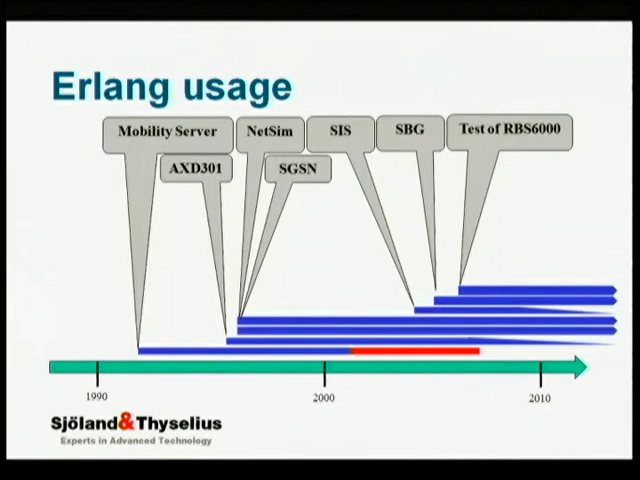 Erlang usage
Mobility Server
NetSim
SIS
SBG
Test of RBS6000
AXD301
SGSN
1990
2000
2010
Sjöland&Thyselius
Experts in Advanced Technology